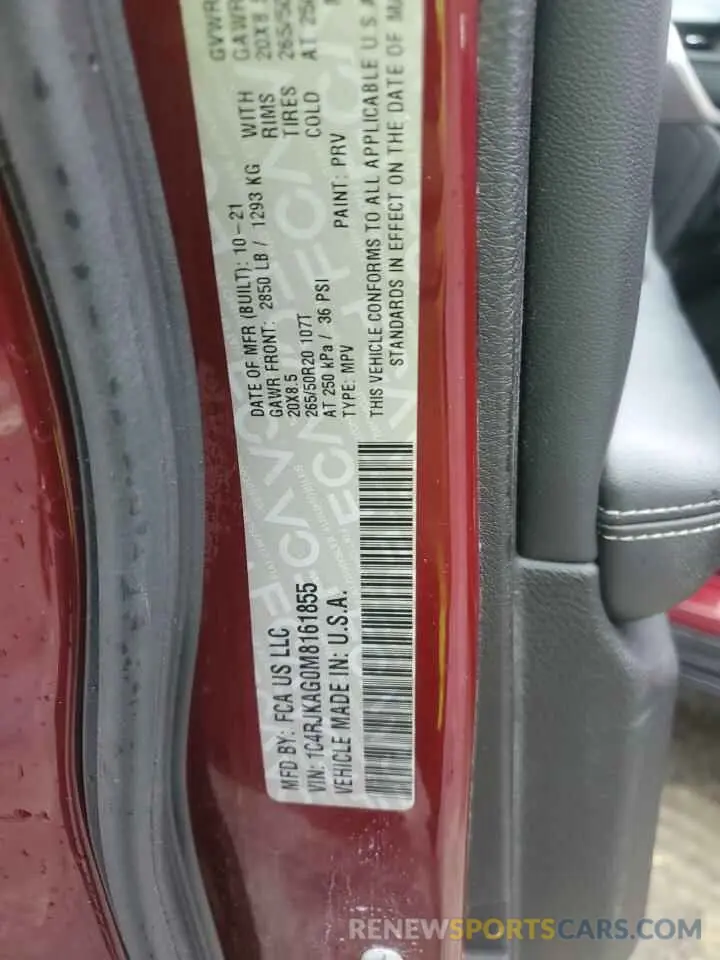 MFD BY: FCA US LLC
DATE OF MFR (BUILT): 10-21
GVWR
VIN: 1C4RJKAG0M8161855
GAWR FRONT: 2850 LB / 1293 KG
WITH
GAWR
VEHICLE MADE IN: U.S.A.
20X8.5
RIMS
20X8.5
265/50R20 107T
TIRES
265/50
AT 250 kPa / 36 PSI
COLD
AT 250
TYPE: MPV
PAINT: PRV
THIS VEHICLE CONFORMS TO ALL APPLICABLE U.S.A.
STANDARDS IN EFFECT ON THE DATE OF
RENEWSPORTSCARS.COM